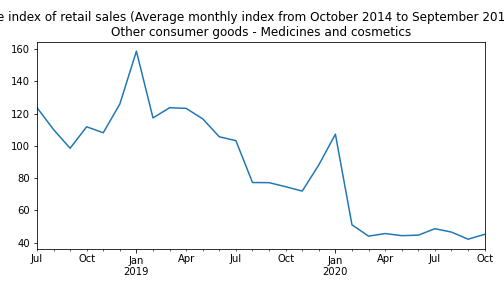 e index of retail sales (Average monthly index from October 2014 to September 201
Other consumer goods - Medicines and cosmetics
160
140
120
100
80
60
40
Jul Oct Jan Apr Jul Oct Jan Apr Jul Oct
2019 2020